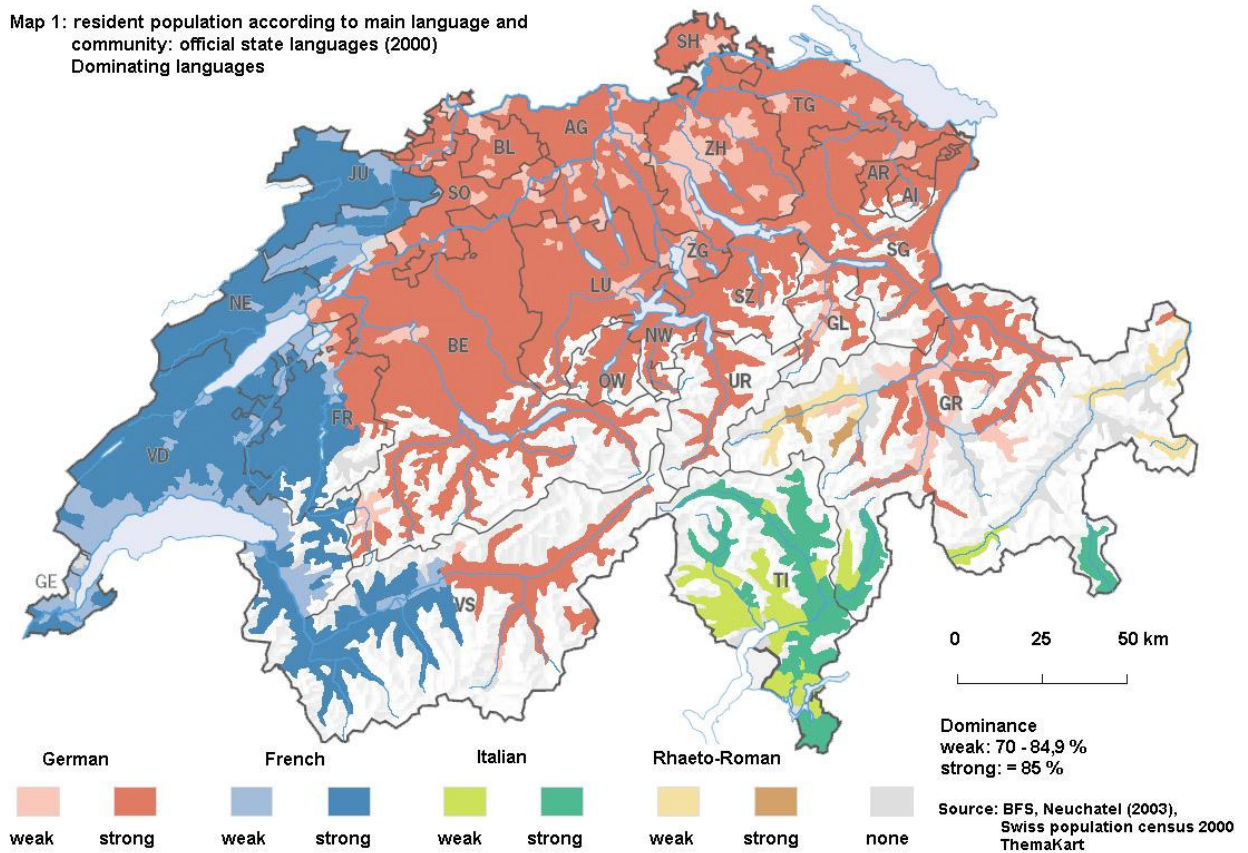 Map 1: resident population according to main language and
community: official state languages (2000)
Dominating languages
SH
TG
AG
BL
ZH
JU
SO
AR
AI
ZG
SG
LU
SZ
NE
NW
GL
BE
OW
UR
FR
GR
VD
GE
TI
VS
0 25 50 km
Dominance
weak: 70 - 84,9 %
strong: = 85 %
German French Italian Rhaeto-Roman
weak strong weak strong weak strong weak strong none
Source: BFS, Neuchatel (2003),
Swiss population census 2000
ThemaKart